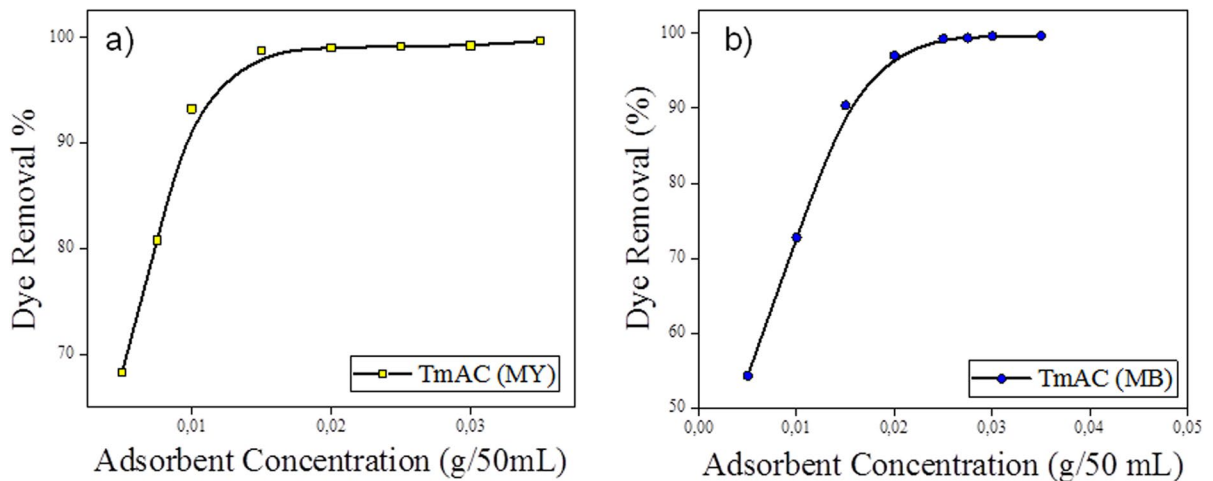 a)
Dye Removal %
100
90
80
70
TmAC (MY)
0,01 0,02 0,03
Adsorbent Concentration (g/50mL)
b)
Dye Removal (%)
100
90
80
70
60
50
TmAC (MB)
0,00 0,01 0,02 0,03 0,04 0,05
Adsorbent Concentration (g/50 mL)